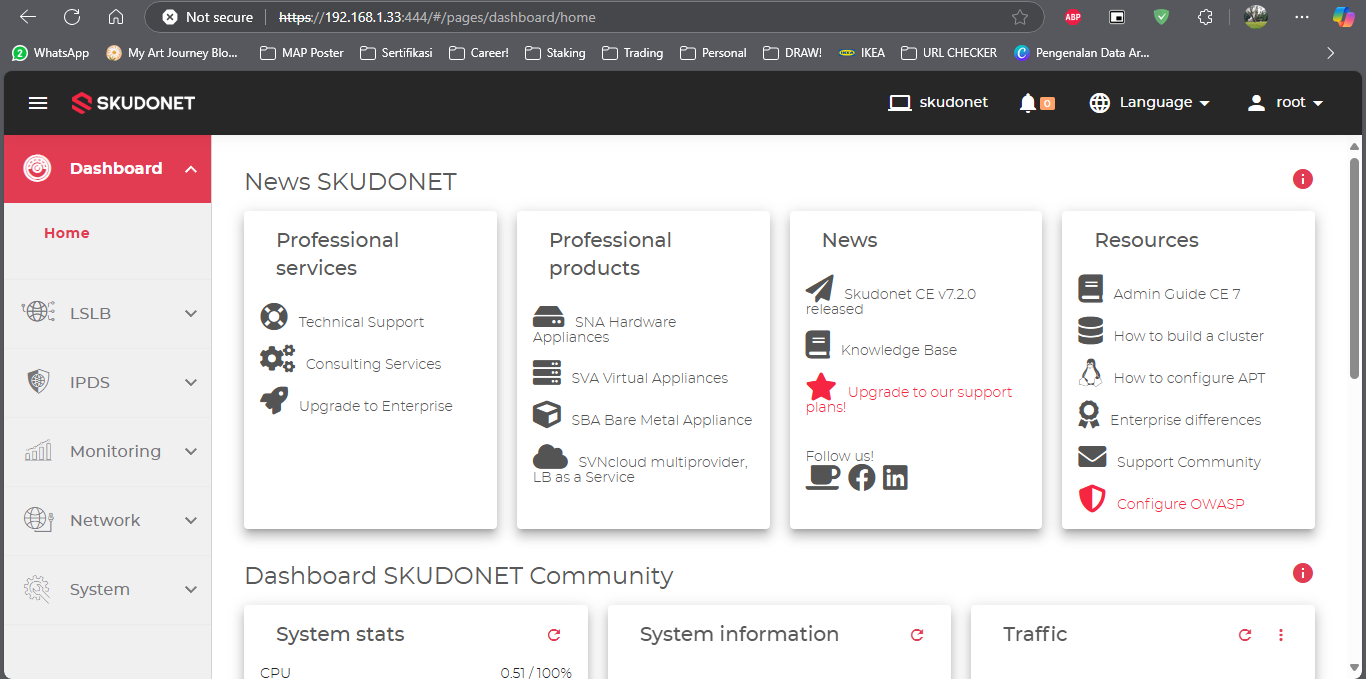 Not secure
https://192.168.1.33:444/#/pages/dashboard/home
ABP
WhatsApp
My Art Journey Blo...
MAP Poster
Sertifikasi
Career!
Staking
Trading
Personal
DRAW!
IKEA
IKEA
URL CHECKER
C
Pengenalan Data Ar...
SKUDONET
skudonet
0
Language
root
Dashboard
Home
LSLB
IPDS
Monitoring
Network
System
News SKUDONET
i
Professional
services
Technical Support
Consulting Services
Upgrade to Enterprise
Professional
products
SNA Hardware
Appliances
SVA Virtual Appliances
SBA Bare Metal Appliance
SVNcloud multiprovider,
LB as a Service
News
Skudonet CE v7.2.0
released
Knowledge Base
Upgrade to our support
plans!
Follow us!
in
Resources
Admin Guide CE 7
How to build a cluster
How to configure APT
Enterprise differences
Support Community
Configure OWASP
Dashboard SKUDONET Community
i
System stats
CPU
0.51 / 100%
System information
Traffic